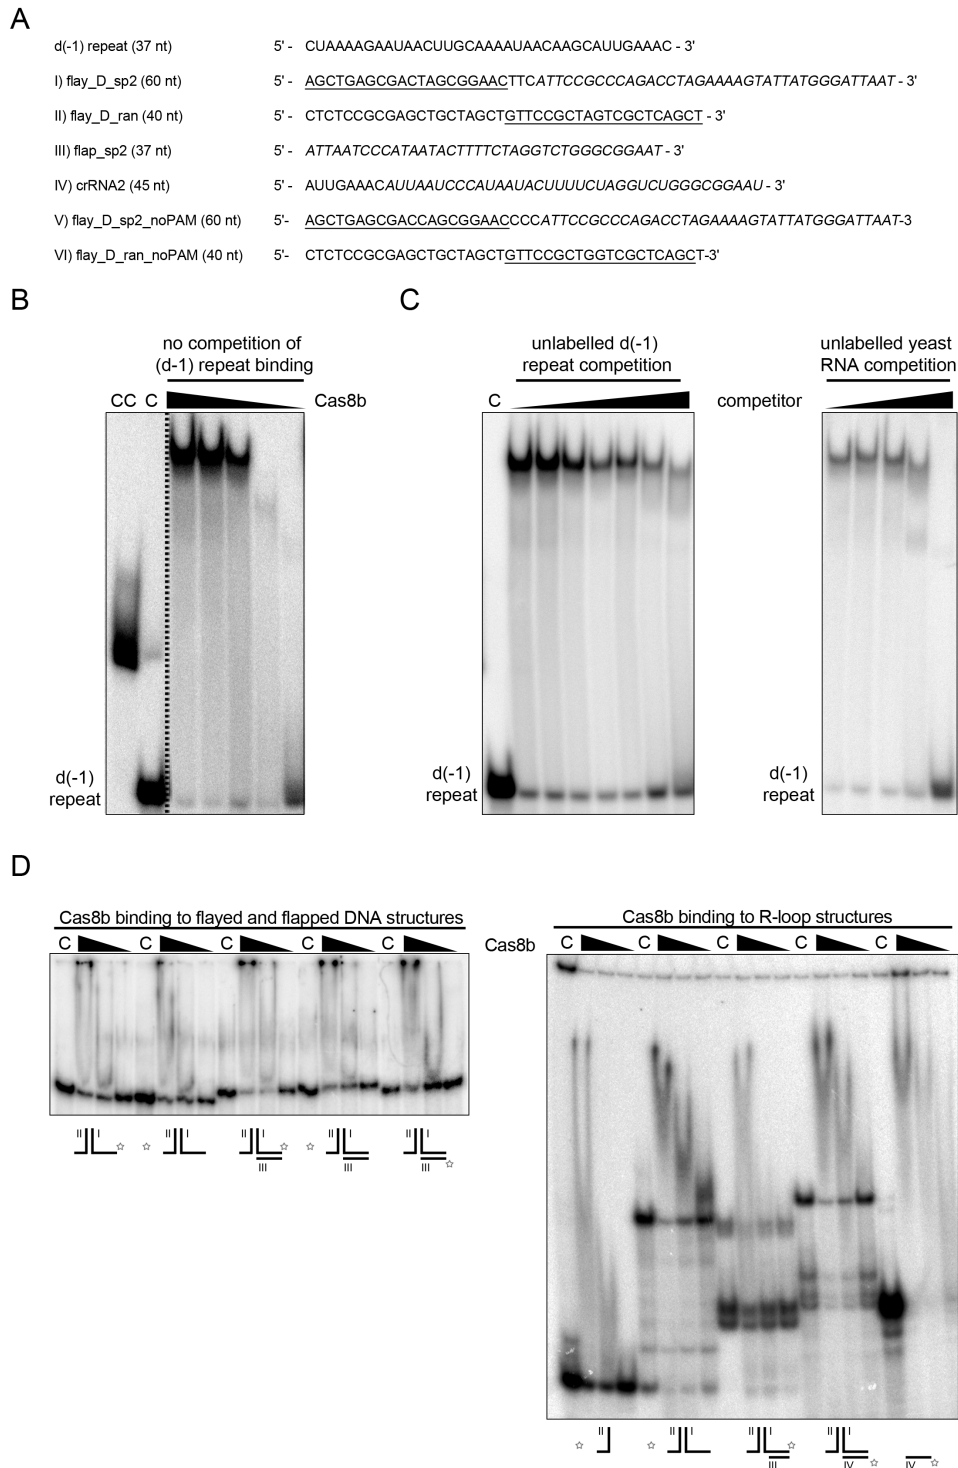 A
d(-1) repeat (37 nt) 5' - CUAAAAGAAUAACUUGCAAAAUAACAAGCAUUGAAAC - 3'
I) flay_D_sp2 (60 nt) 5' - AGCTGAGCGACTAGCGGAACTTCATTCCGCCCAGACCTAGAAAAGTATTATGGGATTAAT - 3'
II) flay_D_ran (40 nt) 5' - CTCTCCGCGAGCTGCTAGCTGTTCCGCTAGTCGCTCAGCT - 3'
III) flap_sp2 (37 nt) 5' - ATTAATCCCATAATACTTTTCTAGGTCTGGGCGGAAT - 3'
IV) crRNA2 (45 nt) 5' - AUUGAAACAUUAAUCCCAUAAUACUUUUCUAGGUCUGGGCGGAAU - 3'
V) flay_D_sp2_noPAM (60 nt) 5'- AGCTGAGCGACCAGCGGAACCCCATTCCGCCCAGACCTAGAAAAGTATTATGGGATTAAT-3
VI) flay_D_ran_noPAM (40 nt) 5'- CTCTCCGCGAGCTGCTAGCTGTTCCGCTGGTCGCTCAGCT-3'
B
no competition of
(d-1) repeat binding
CC C Cas8b
d(-1)
repeat
C
unlabelled d(-1)
repeat competition
unlabelled yeast
RNA competition
C competitor
d(-1)
repeat
d(-1)
repeat
D
Cas8b binding to flayed and flapped DNA structures
C C C C C
II I II I II I II I II I
III III III
Cas8b binding to R-loop structures
Cas8b C C C C C
II II I II I II I
III IV IV